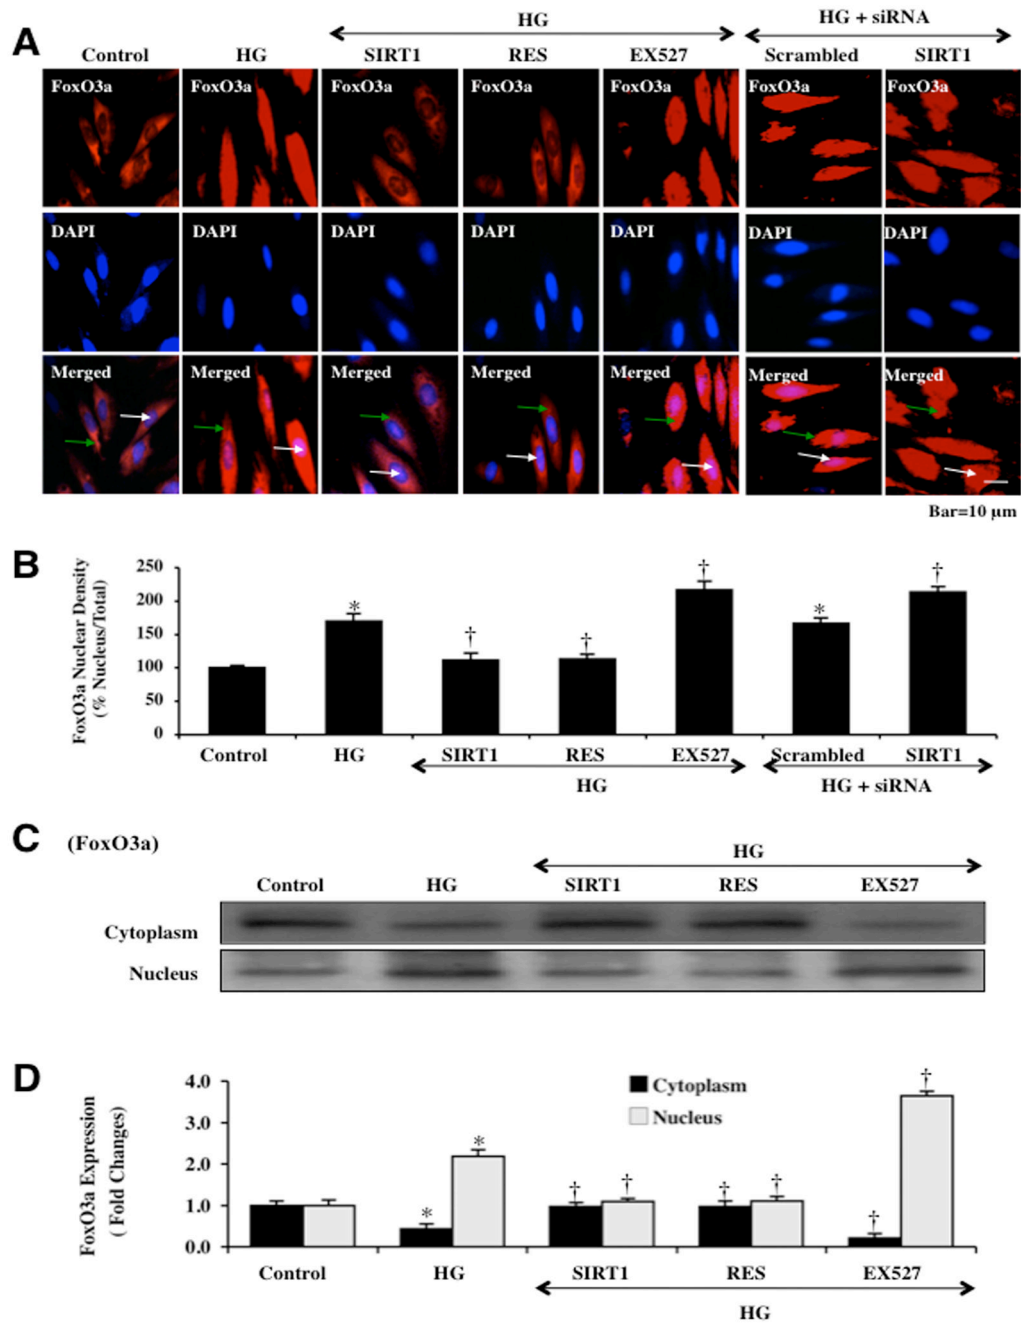 A
HG
HG + siRNA
Control HG SIRT1 RES EX527 Scrambled SIRT1
FoxO3a FoxO3a FoxO3a FoxO3a FoxO3a FoxO3a FoxO3a
DAPI DAPI DAPI DAPI DAPI DAPI DAPI
Merged Merged Merged Merged Merged Merged Merged
Bar=10 µm
B
FoxO3a Nuclear Density
(% Nucleus/Total)
250
200
150
100
50
0
* † † † * †
Control HG SIRT1 RES EX527 Scrambled SIRT1
HG HG + siRNA
C (FoxO3a)
HG
Control HG SIRT1 RES EX527
Cytoplasm
Nucleus
D
FoxO3a Expression
( Fold Changes)
4.0
3.0
2.0
1.0
0.0
Cytoplasm
Nucleus
* * † † † † † †
Control HG SIRT1 RES EX527
HG